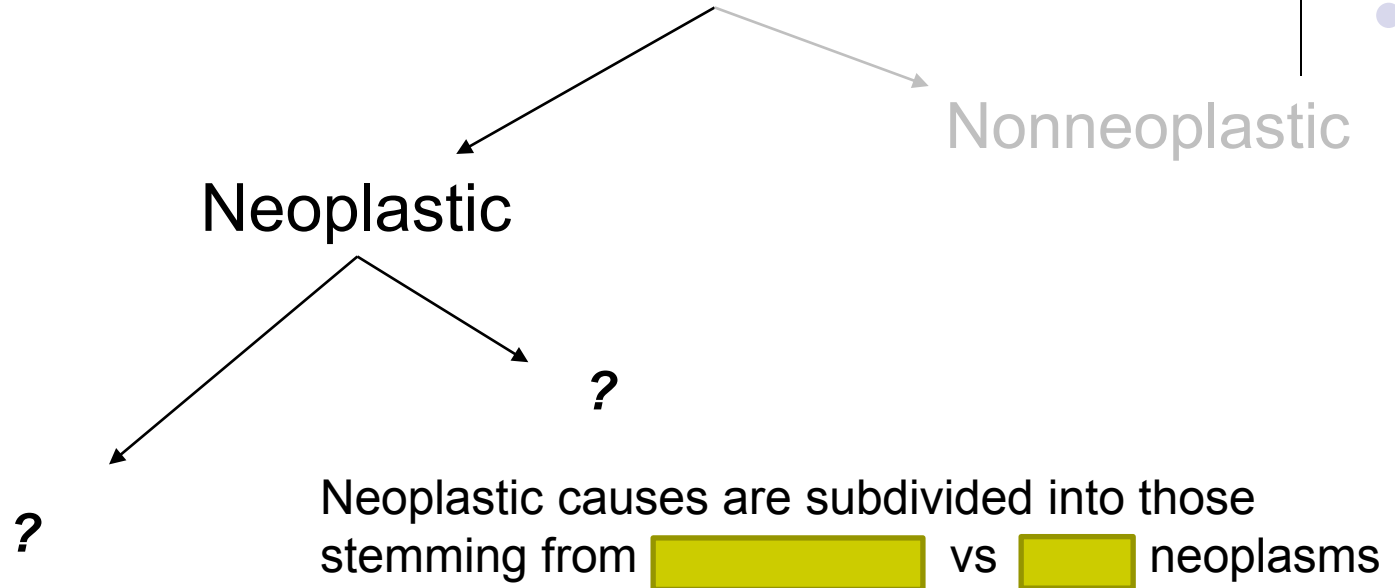 Nonneoplastic
Neoplastic
?
?
Neoplastic causes are subdivided into those
stemming from vs neoplasms